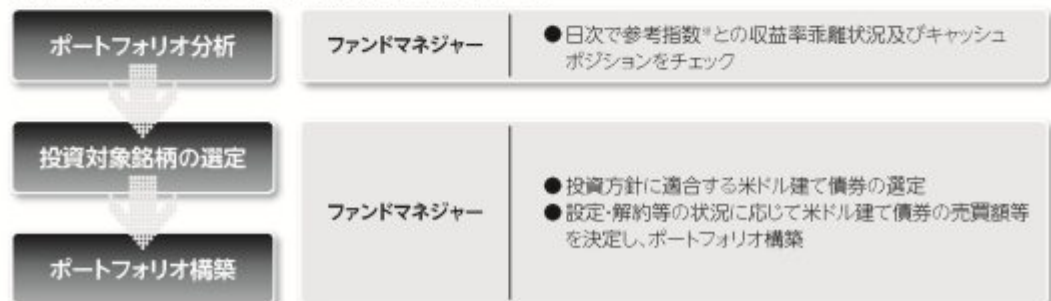 ポートフォリオ分析
ファンドマネジャー
●日次で参考指数※との収益率乖離状況及びキャッシュ
ポジションをチェック
投資対象銘柄の選定
ファンドマネジャー
●投資方針に適合する米ドル建て債券の選定
●設定・解約等の状況に応じて米ドル建て債券の売買額等
を決定し、ポートフォリオ構築
ポートフォリオ構築